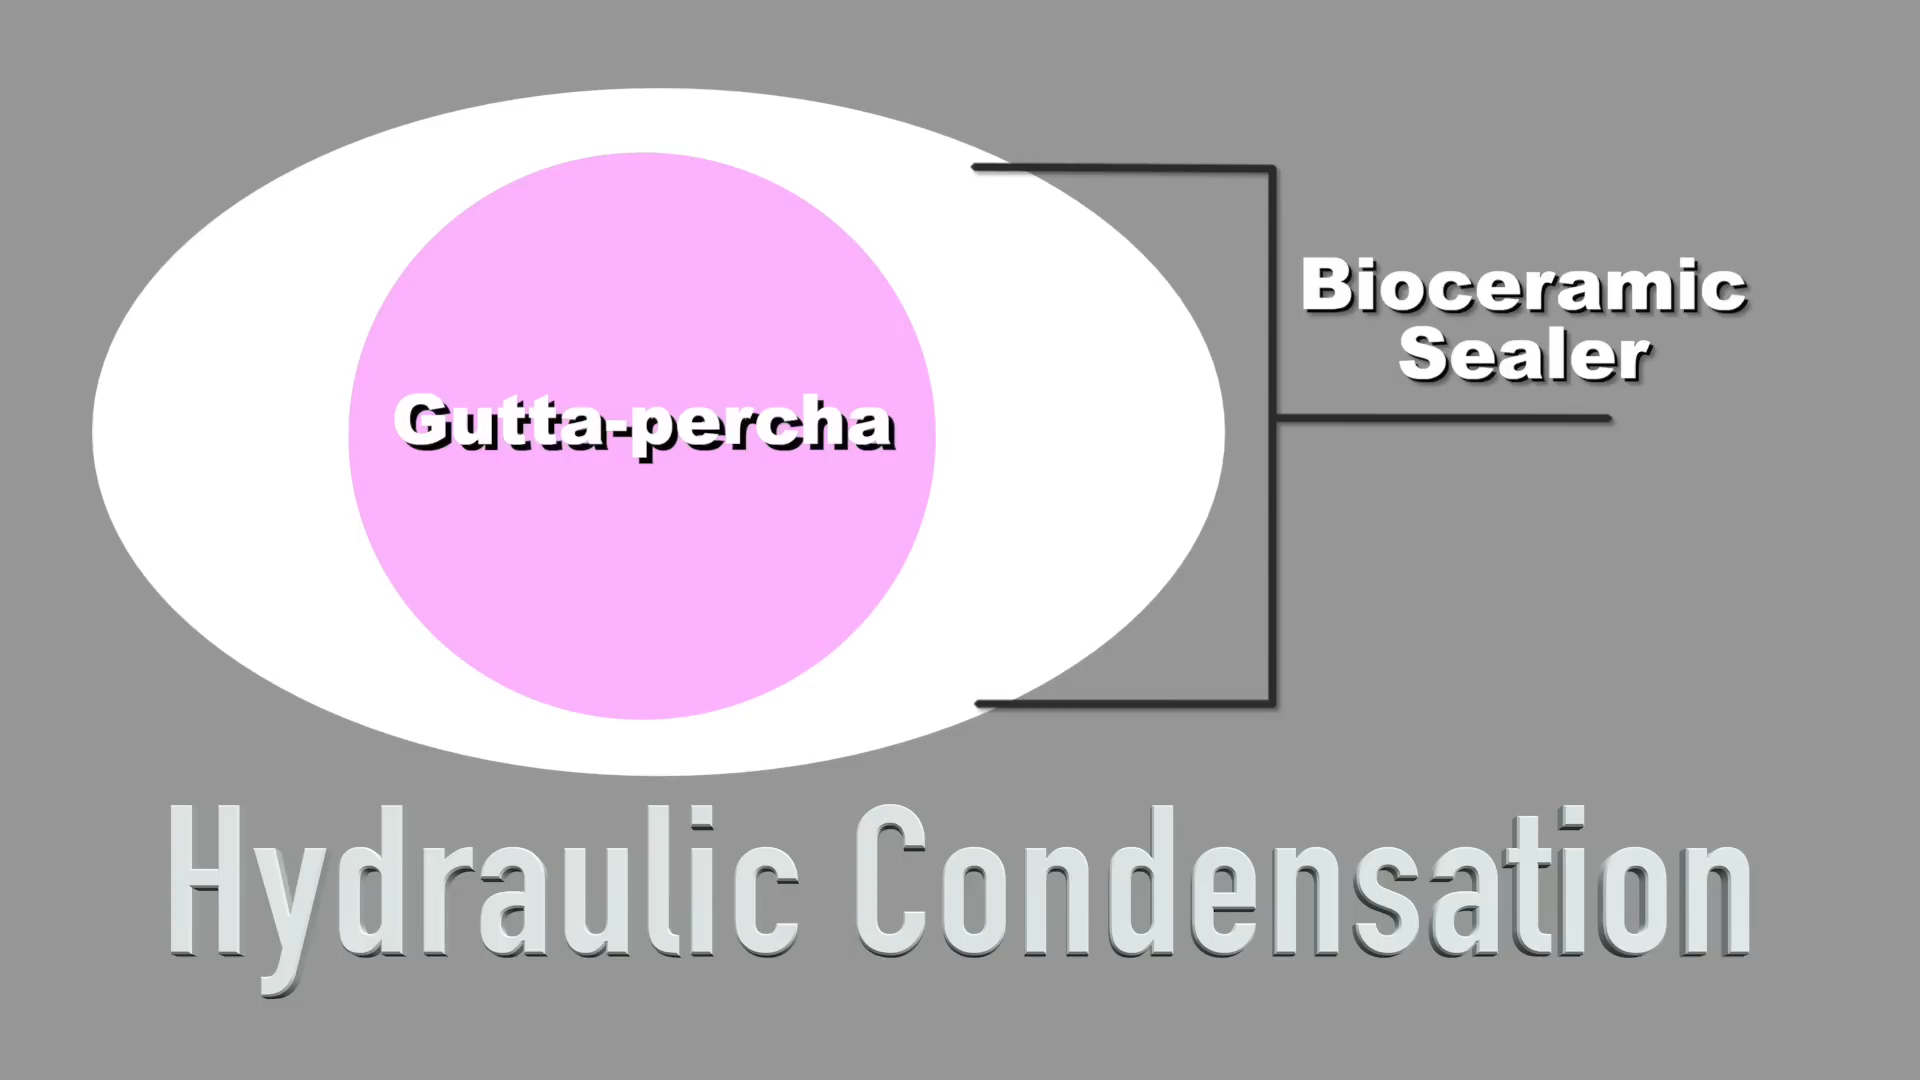 Bioceramic
Sealer
Gutta-percha
Hydraulic Condensation